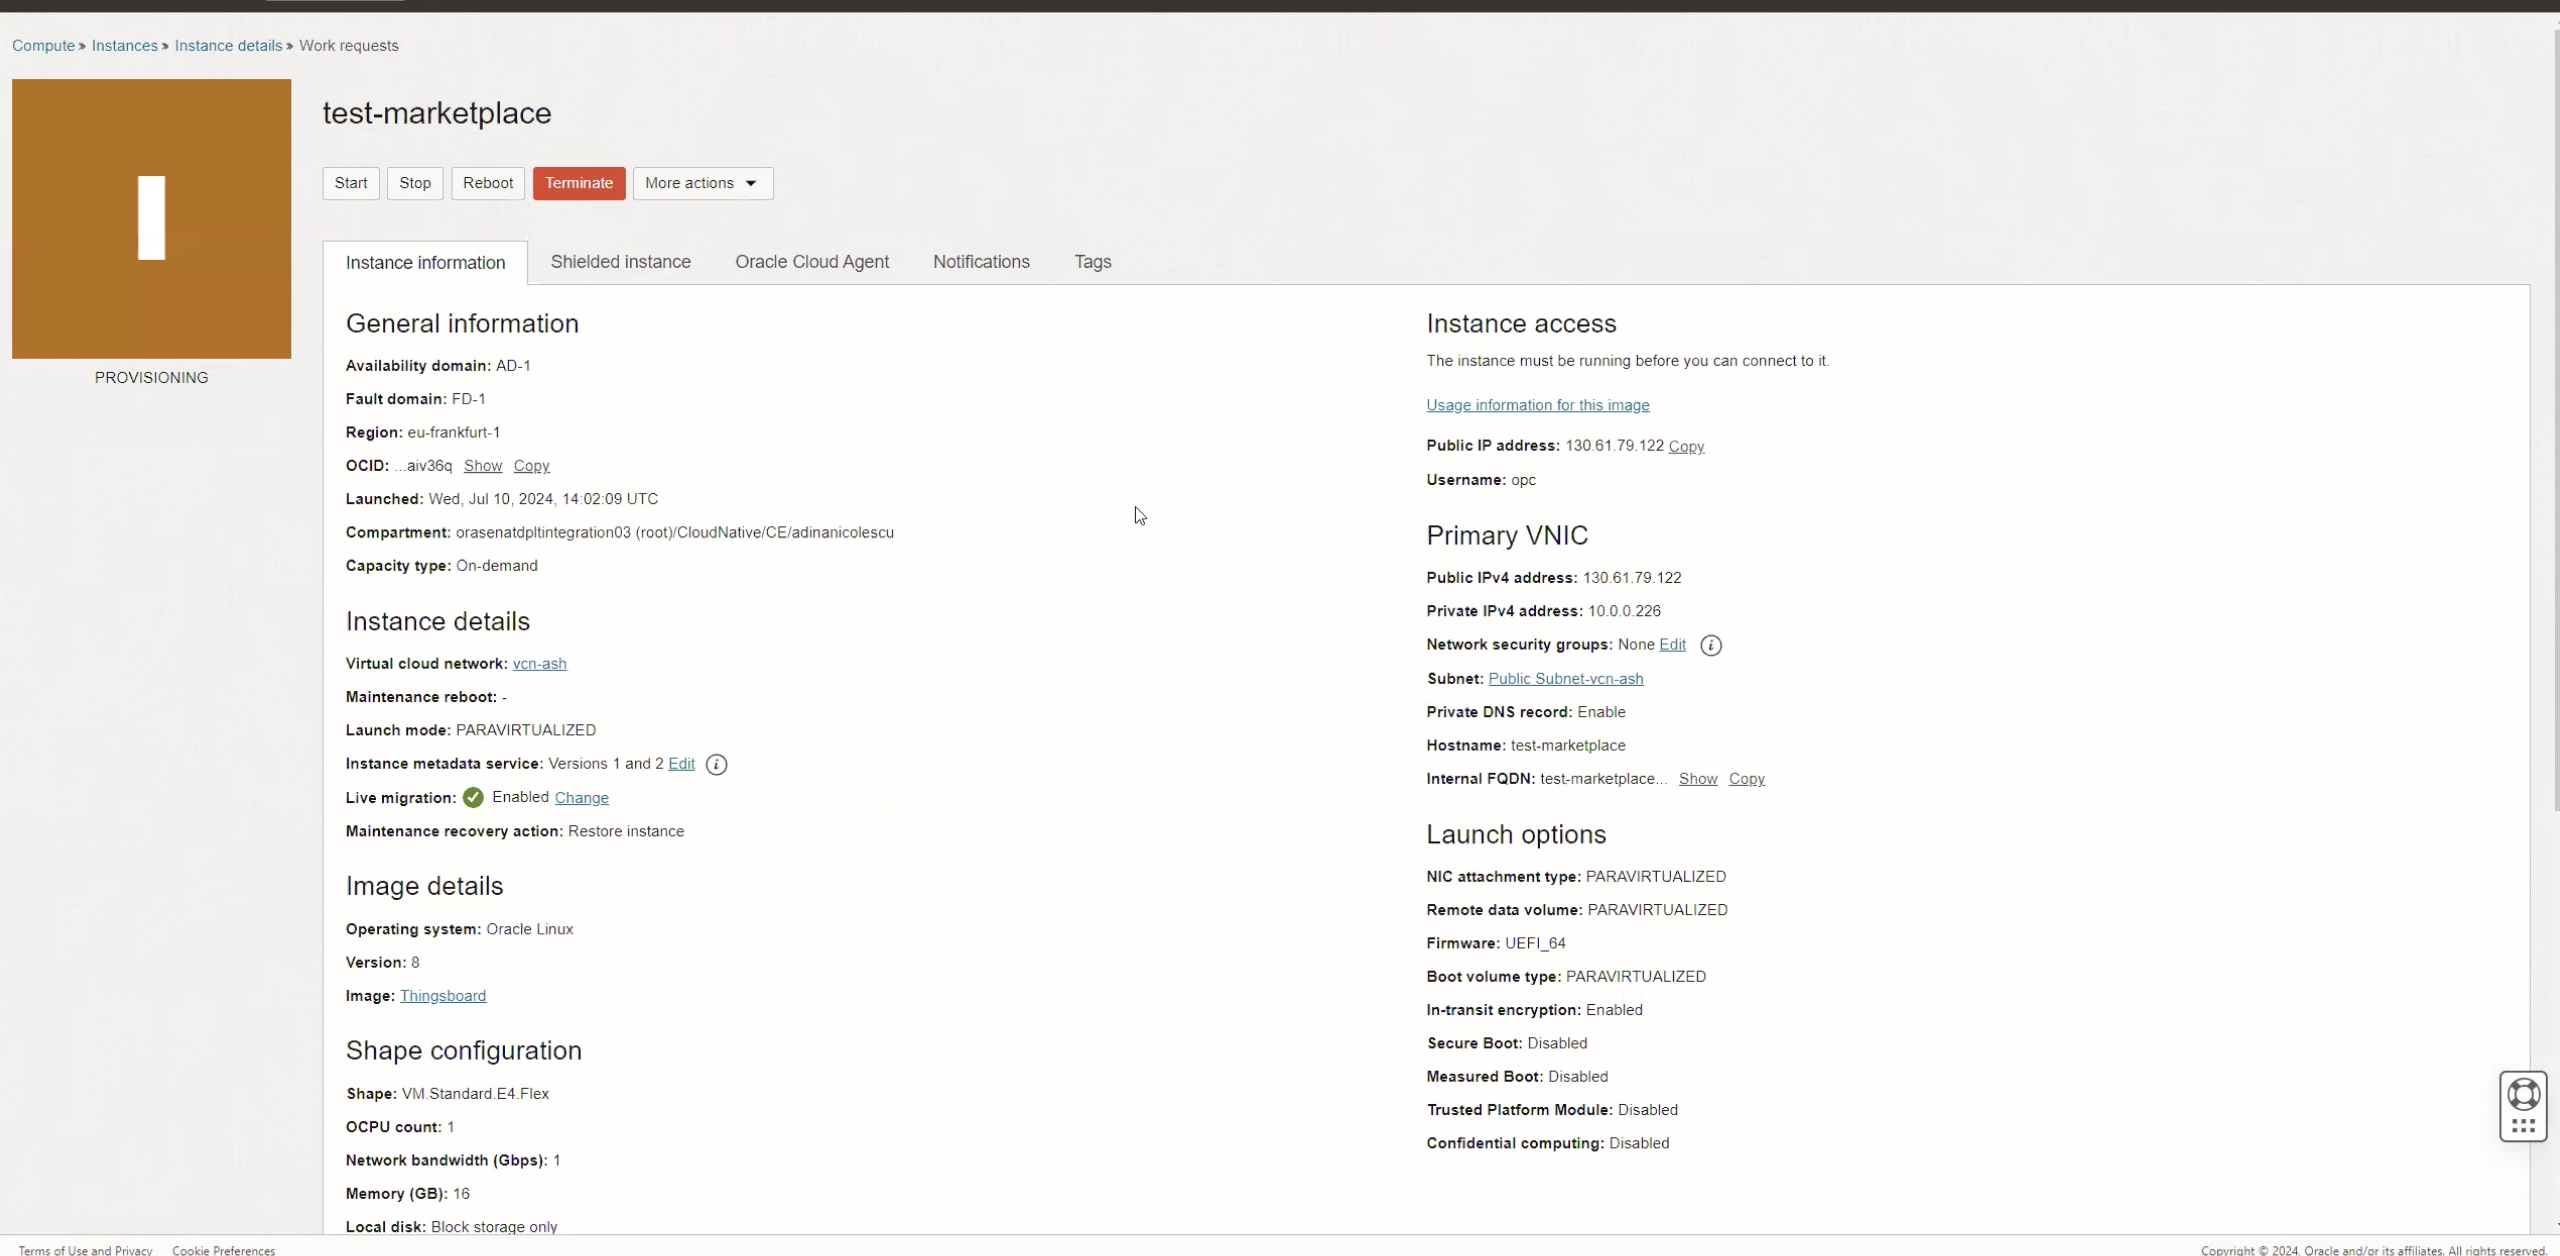 Compute » Instances » Instance details » Work requests
I
PROVISIONING
test-marketplace
Start Stop Reboot Terminate More actions
Instance information Shielded instance Oracle Cloud Agent Notifications Tags
General information
Availability domain: AD-1
Fault domain: FD-1
Region: eu-frankfurt-1
OCID: ...aiv36q Show Copy
Launched: Wed, Jul 10, 2024, 14:02:09 UTC
Compartment: orasenatdpltintegration03 (root)/CloudNative/CE/adinanicolescu
Capacity type: On-demand
Instance details
Virtual cloud network: vcn-ash
Maintenance reboot: -
Launch mode: PARAVIRTUALIZED
Instance metadata service: Versions 1 and 2 Edit i
Live migration: Enabled Change
Maintenance recovery action: Restore instance
Image details
Operating system: Oracle Linux
Version: 8
Image: Thingsboard
Shape configuration
Shape: VM.Standard.E4.Flex
OCPU count: 1
Network bandwidth (Gbps): 1
Memory (GB): 16
Local disk: Block storage only
Instance access
The instance must be running before you can connect to it.
Usage information for this image
Public IP address: 130.61.79.122 Copy
Username: opc
Primary VNIC
Public IPv4 address: 130.61.79.122
Private IPv4 address: 10.0.0.226
Network security groups: None Edit i
Subnet: Public Subnet-vcn-ash
Private DNS record: Enable
Hostname: test-marketplace
Internal FQDN: test-marketplace... Show Copy
Launch options
NIC attachment type: PARAVIRTUALIZED
Remote data volume: PARAVIRTUALIZED
Firmware: UEFI_64
Boot volume type: PARAVIRTUALIZED
In-transit encryption: Enabled
Secure Boot: Disabled
Measured Boot: Disabled
Trusted Platform Module: Disabled
Confidential computing: Disabled
Terms of Use and Privacy Cookie Preferences
Copyright © 2024, Oracle and/or its affiliates. All rights reserved.